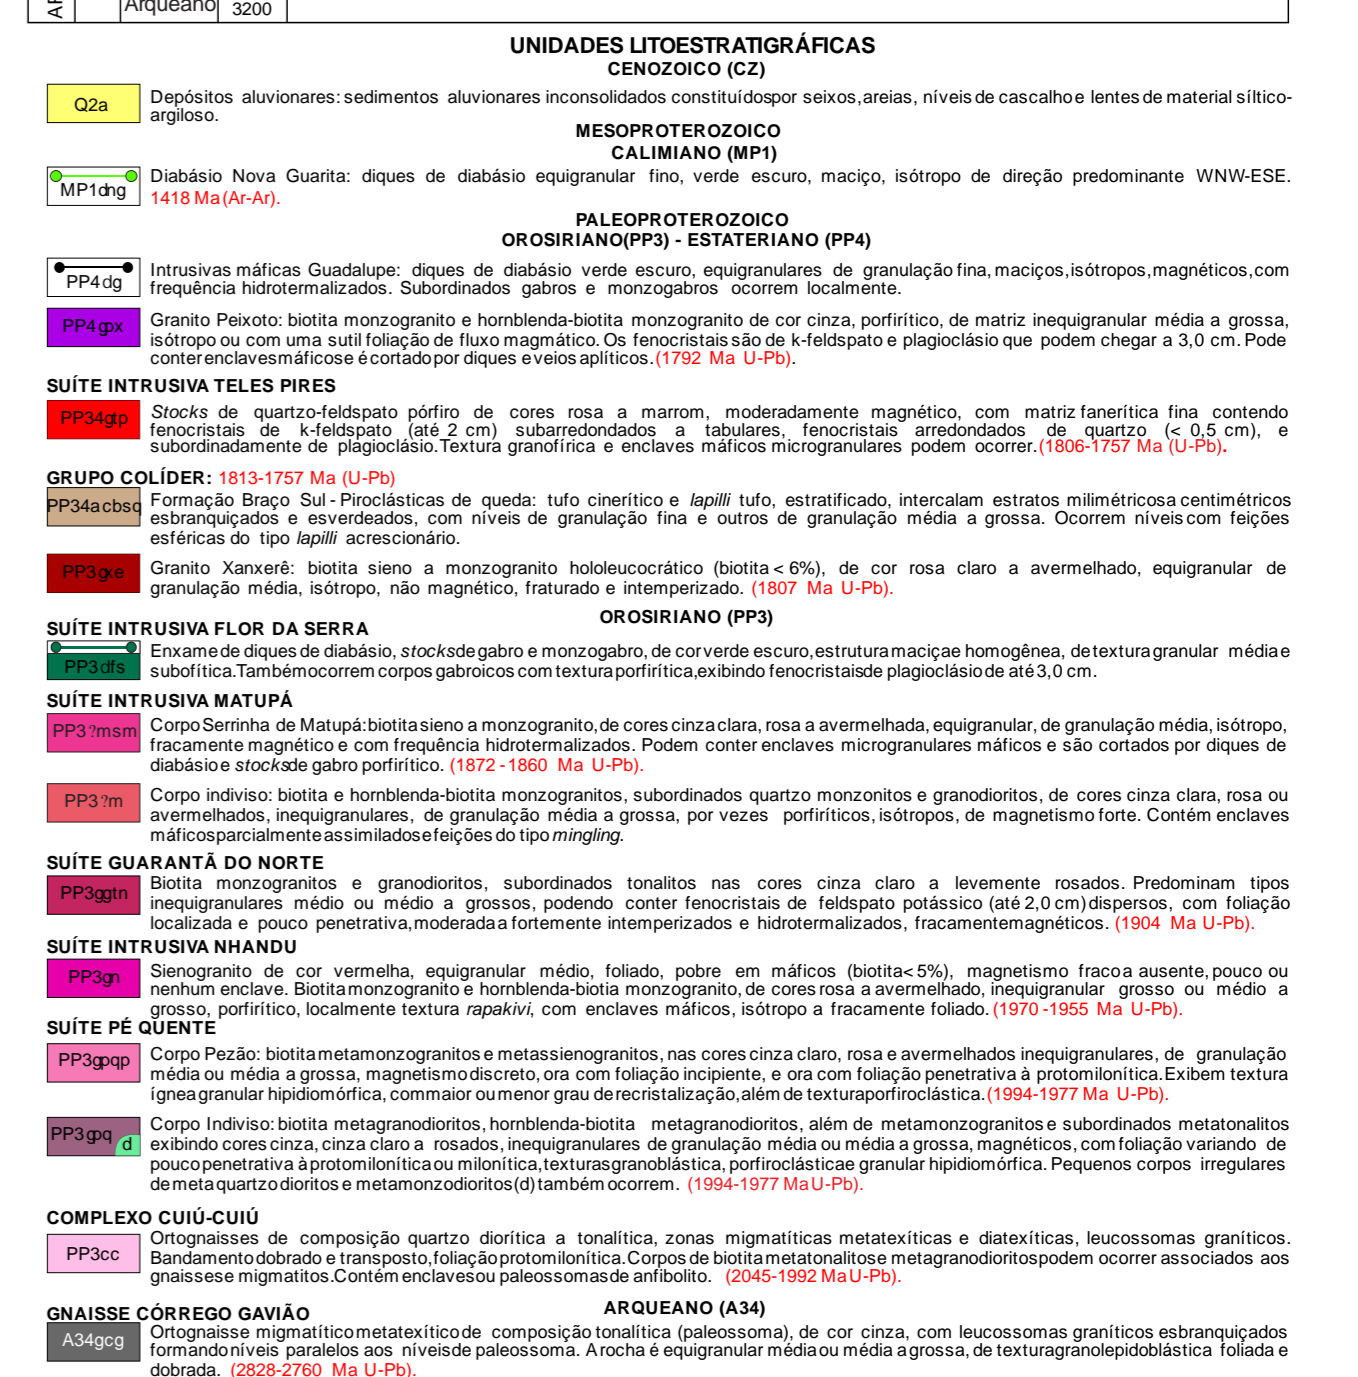 Arqueano 3200
UNIDADES LITOESTRATIGRÁFICAS
CENOZOICO (CZ)
Q2a
Depósitos aluvionares: sedimentos aluvionares inconsolidados constituídos por seixos, areias, níveis de cascalho e lentes de material síltico-
argiloso.
MESOPROTEROZOICO
CALIMIANO (MP1)
MP1dng
Diabásio Nova Guarita: diques de diabásio equigranular fino, verde escuro, maciço, isótropo de direção predominante WNW-ESE.
1418 Ma (Ar-Ar).
PALEOPROTEROZOICO
OROSIRIANO(PP3) - ESTATERIANO (PP4)
PP4dg
Intrusivas máficas Guadalupe: diques de diabásio verde escuro, equigranulares de granulação fina, maciços, isótropos, magnéticos, com
frequência hidrotermalizados. Subordinados gabros e monzogabros ocorrem localmente.
PP4gpx
Granito Peixoto: biotita monzogranito e hornblenda-biotita monzogranito de cor cinza, porfirítico, de matriz inequigranular média a grossa,
isótropo ou com uma sutil foliação de fluxo magmático. Os fenocristais são de k-feldspato e plagioclásio que podem chegar a 3,0 cm. Pode
conter enclaves máficos e é cortado por diques e veios aplíticos. (1792 Ma U-Pb).
SUÍTE INTRUSIVA TELES PIRES
PP34gtp
Stocks de quartzo-feldspato pórfiro de cores rosa a marrom, moderadamente magnético, com matriz fanerítica fina contendo
fenocristais de k-feldspato (até 2 cm) subarredondados a tabulares, fenocristais arredondados de quartzo (< 0,5 cm), e
subordinadamente de plagioclásio. Textura granofírica e enclaves máficos microgranulares podem ocorrer. (1806-1757 Ma (U-Pb).
GRUPO COLÍDER: 1813-1757 Ma (U-Pb)
PP34acbsq
Formação Braço Sul - Piroclásticas de queda: tufo cinerítico e lapilli tufo, estratificado, intercalam estratos milimétricos a centimétricos
esbranquiçados e esverdeados, com níveis de granulação fina e outros de granulação média a grossa. Ocorrem níveis com feições
esféricas do tipo lapilli acrescionário.
PP3gxe
Granito Xanxerê: biotita sieno a monzogranito hololeucocrático (biotita < 6%), de cor rosa claro a avermelhado, equigranular de
granulação média, isótropo, não magnético, fraturado e intemperizado. (1807 Ma U-Pb).
OROSIRIANO (PP3)
SUÍTE INTRUSIVA FLOR DA SERRA
PP3dfs
Enxame de diques de diabásio, stocks de gabro e monzogabro, de cor verde escuro, estrutura maciça e homogênea, de textura granular média e
subofítica. Também ocorrem corpos gabroicos com textura porfirítica, exibindo fenocristais de plagioclásio de até 3,0 cm.
SUÍTE INTRUSIVA MATUPÁ
PP3?msm
Corpo Serrinha de Matupá: biotita sieno a monzogranito, de cores cinza clara, rosa a avermelhada, equigranular, de granulação média, isótropo,
fracamente magnético e com frequência hidrotermalizados. Podem conter enclaves microgranulares máficos e são cortados por diques de
diabásio e stocks de gabro porfirítico. (1872 - 1860 Ma U-Pb).
PP3?m
Corpo indiviso: biotita e hornblenda-biotita monzogranitos, subordinados quartzo monzonitos e granodioritos, de cores cinza clara, rosa ou
avermelhados, inequigranulares, de granulação média a grossa, por vezes porfiríticos, isótropos, de magnetismo forte. Contém enclaves
máficos parcialmente assimilados e feições do tipo mingling.
SUÍTE GUARANTÃ DO NORTE
PP3ggtn
Biotita monzogranitos e granodioritos, subordinados tonalitos nas cores cinza claro a levemente rosados. Predominam tipos
inequigranulares médio ou médio a grossos, podendo conter fenocristais de feldspato potássico (até 2,0 cm) dispersos, com foliação
localizada e pouco penetrativa, moderada a fortemente intemperizados e hidrotermalizados, fracamente magnéticos. (1904 Ma U-Pb).
SUÍTE INTRUSIVA NHANDU
PP3gn
Sienogranito de cor vermelha, equigranular médio, foliado, pobre em máficos (biotita< 5%), magnetismo fraco a ausente, pouco ou
nenhum enclave. Biotita monzogranito e hornblenda-biotia monzogranito, de cores rosa a avermelhado, inequigranular grosso ou médio a
grosso, porfirítico, localmente textura rapakivi, com enclaves máficos, isótropo a fracamente foliado. (1970 -1955 Ma U-Pb).
SUÍTE PÉ QUENTE
PP3gpqp
Corpo Pezão: biotita metamonzogranitos e metassienogranitos, nas cores cinza claro, rosa e avermelhados inequigranulares, de granulação
média ou média a grossa, magnetismo discreto, ora com foliação incipiente, e ora com foliação penetrativa à protomilonítica. Exibem textura
ígnea granular hipidiomórfica, com maior ou menor grau de recristalização, além de textura porfiroclástica. (1994-1977 Ma U-Pb).
PP3gpq d
Corpo Indiviso: biotita metagranodioritos, hornblenda-biotita metagranodioritos, além de metamonzogranitos e subordinados metatonalitos
exibindo cores cinza, cinza claro a rosados, inequigranulares de granulação média ou média a grossa, magnéticos, com foliação variando de
pouco penetrativa à protomilonítica ou milonítica, texturas granoblástica, porfiroclástica e granular hipidiomórfica. Pequenos corpos irregulares
de meta quartzo dioritos e metamonzodioritos (d) também ocorrem. (1994-1977 Ma U-Pb).
COMPLEXO CUIÚ-CUIÚ
PP3cc
Ortognaisses de composição quartzo diorítica a tonalítica, zonas migmatíticas metatexíticas e diatexíticas, leucossomas graníticos.
Bandamento dobrado e transposto, foliação protomilonítica. Corpos de biotita metatonalitos e metagranodioritos podem ocorrer associados aos
gnaisses e migmatitos. Contém enclaves ou paleossomas de anfibolito. (2045-1992 Ma U-Pb).
ARQUEANO (A34)
GNAISSE CÓRREGO GAVIÃO
A34gcg
Ortognaisse migmatítico metatexítico de composição tonalítica (paleossoma), de cor cinza, com leucossomas graníticos esbranquiçados
formando níveis paralelos aos níveis de paleossoma. A rocha é equigranular média ou média a grossa, de textura granolepidoblástica foliada e
dobrada. (2828-2760 Ma U-Pb).